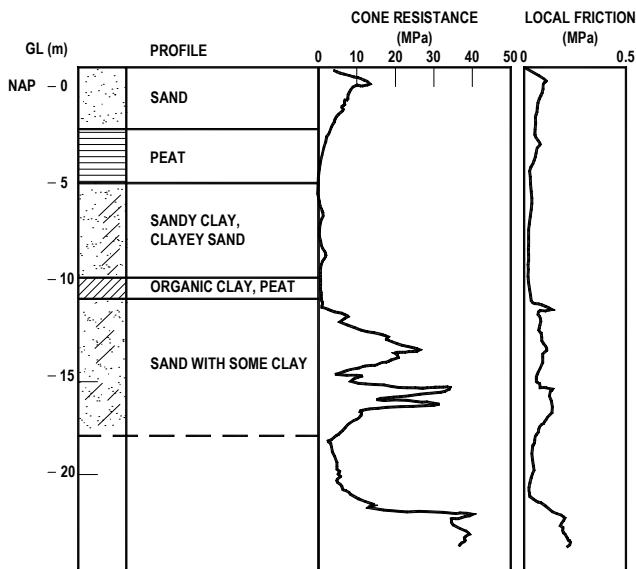 CONE RESISTANCE
(MPa)
LOCAL FRICTION
(MPa)
GL (m)
PROFILE
0 10 20 30 40 50 0 0.5
NAP – 0
SAND
PEAT
– 5
SANDY CLAY,
CLAYEY SAND
– 10
ORGANIC CLAY, PEAT
SAND WITH SOME CLAY
– 15
– 20